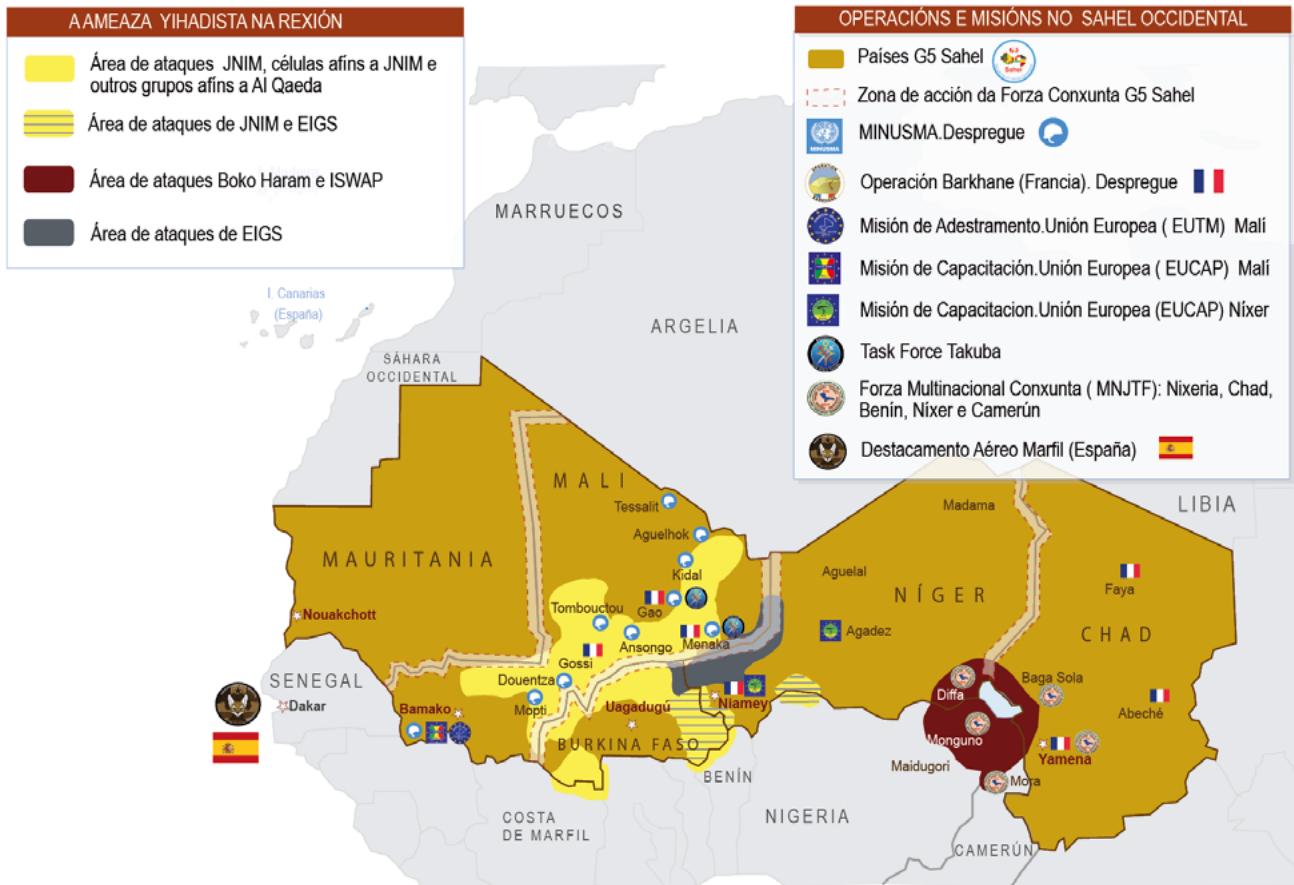 A AMEAZA YIHADISTA NA REXIÓN
Área de ataques JNIM, células afíns a JNIM e
outros grupos afíns a Al Qaeda
Área de ataques de JNIM e EIGS
Área de ataques Boko Haram e ISWAP
Área de ataques de EIGS
OPERACIÓNS E MISIÓNS NO SAHEL OCCIDENTAL
Países G5 Sahel
Zona de acción da Forza Conxunta G5 Sahel
MINUSMA
MINUSMA.Despregue
Operación Barkhane (Francia). Despregue
Misión de Adestramento.Unión Europea ( EUTM) Malí
Misión de Capacitación.Unión Europea ( EUCAP) Malí
Misión de Capacitacion.Unión Europea (EUCAP) Níxer
Task Force Takuba
Forza Multinacional Conxunta ( MNJTF): Nixeria, Chad,
Benín, Níxer e Camerún
Destacamento Aéreo Marfil (España)
MARRUECOS
I. Canarias
(España)
ARGELIA
SÁHARA
OCCIDENTAL
LIBIA
MALI
Tessalit
Madama
Aguelhok
MAURITANIA
Kidal
Aguelal
Faya
NÍGER
Nouakchott
Tombouctou
Gao
Agadez
CHAD
Ansongo
Menaka
Gossi
SENEGAL
Douentza
Diffa
Baga Sola
Dakar
Bamako
Mopti
Uagadugú
Niamey
Abeché
BURKINA FASO
Monguno
Yamena
Maidugori
BENÍN
Mora
COSTA
DE MARFIL
NIGERIA
CAMERÚN